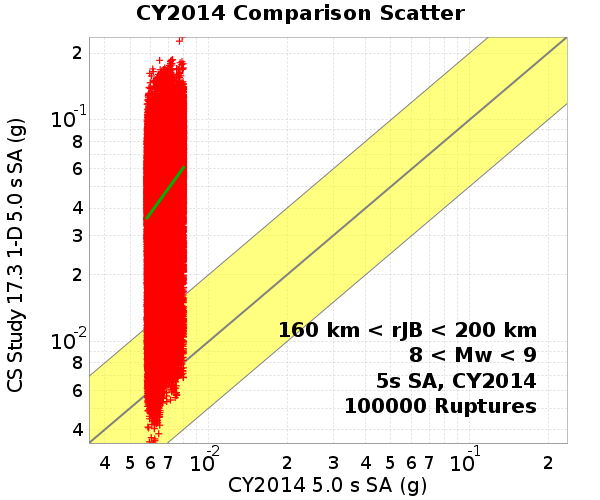 CY2014 Comparison Scatter
CS Study 17.3 1-D 5.0 s SA (g)
2
10-1
8
6
4
3
2
10-2
8
6
4
160 km < rJB < 200 km
8 < Mw < 9
5s SA, CY2014
100000 Ruptures
4 5 6 7 10-2 2 3 4 5 6 7 10-1 2
CY2014 5.0 s SA (g)